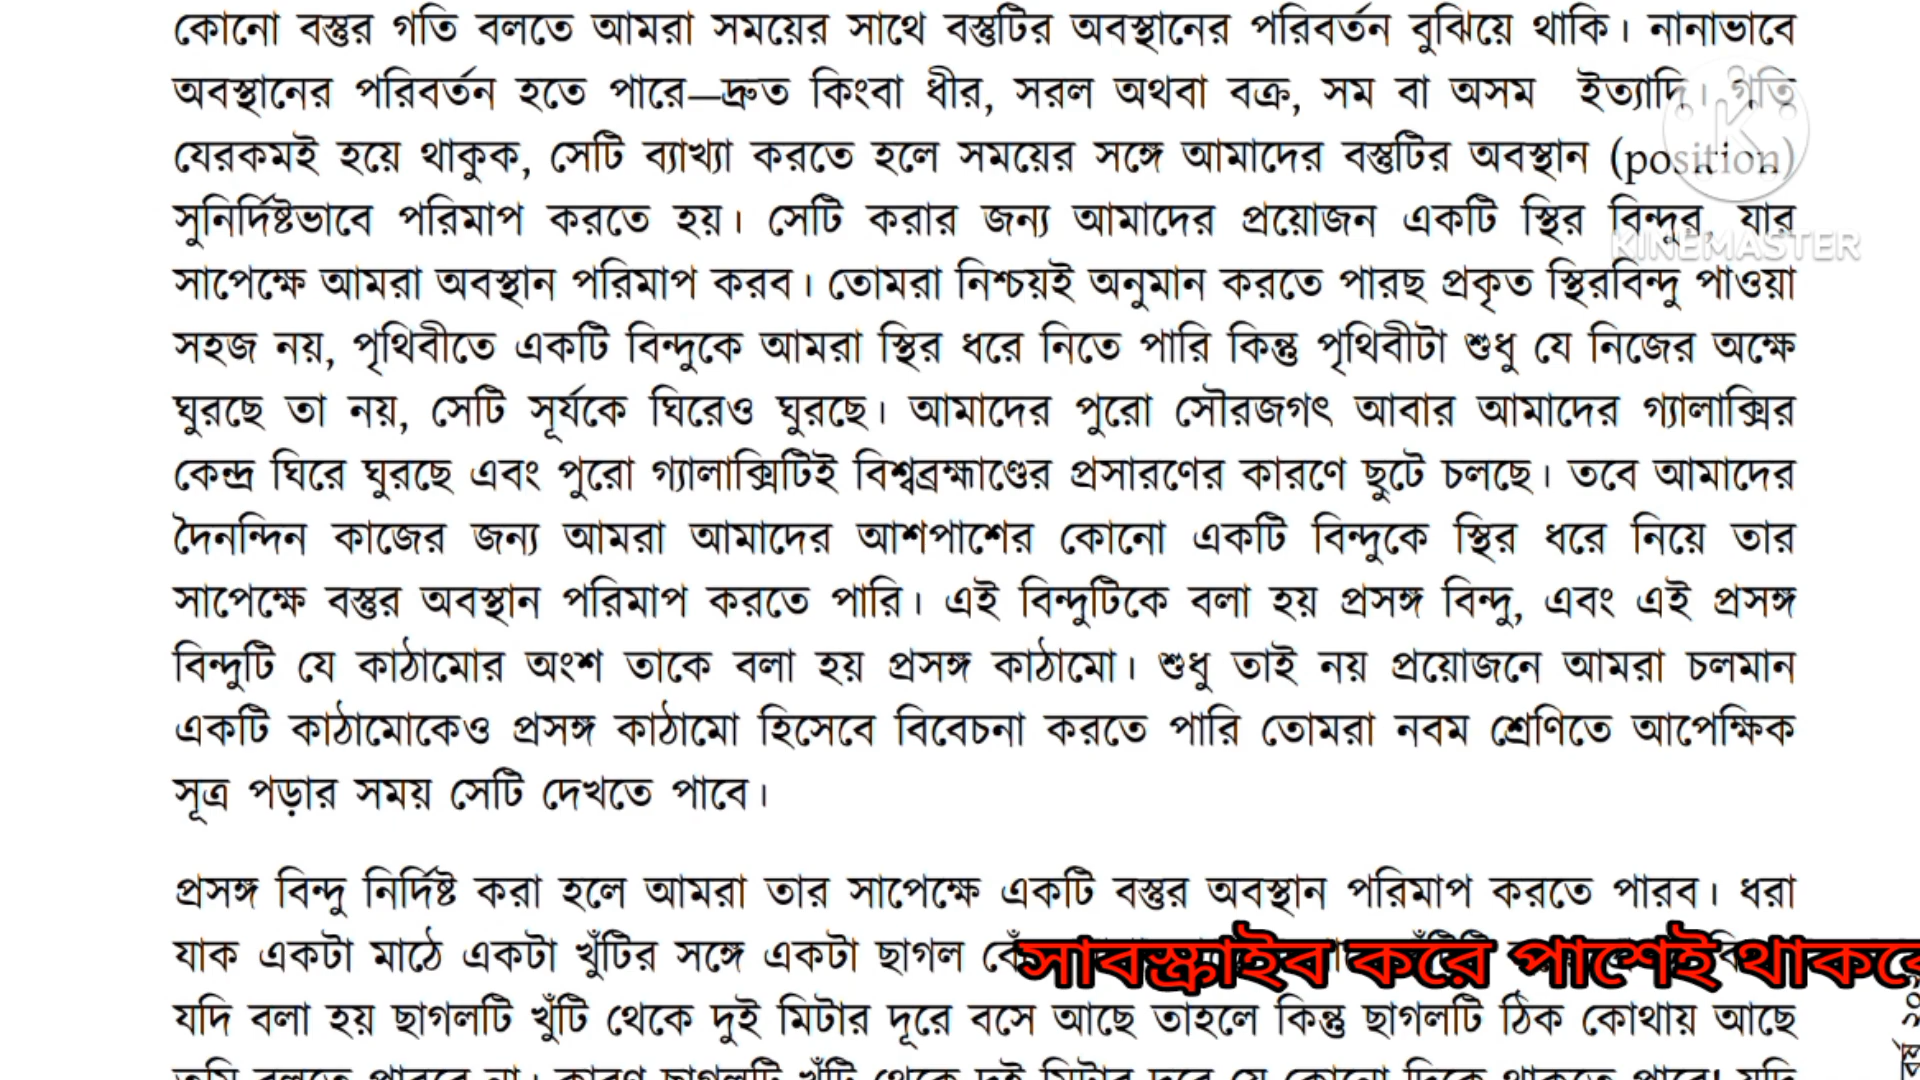 কোনো বস্তুর গতি বলতে আমরা সময়ের সাথে বস্তুটির অবস্থানের পরিবর্তন বুঝিয়ে থাকি। নানাভাবে
অবস্থানের পরিবর্তন হতে পারে—দ্রুত কিংবা ধীর, সরল অথবা বক্র, সম বা অসম ইত্যাদি। গতি
যেরকমই হয়ে থাকুক, সেটি ব্যাখ্যা করতে হলে সময়ের সঙ্গে আমাদের বস্তুটির অবস্থান (position)
সুনির্দিষ্টভাবে পরিমাপ করতে হয়। সেটি করার জন্য আমাদের প্রয়োজন একটি স্থির বিন্দুর, যার
KINEMASTER
সাপেক্ষে আমরা অবস্থান পরিমাপ করব। তোমরা নিশ্চয়ই অনুমান করতে পারছ প্রকৃত স্থিরবিন্দু পাওয়া
সহজ নয়, পৃথিবীতে একটি বিন্দুকে আমরা স্থির ধরে নিতে পারি কিন্তু পৃথিবীটা শুধু যে নিজের অক্ষে
ঘুরছে তা নয়, সেটি সূর্যকে ঘিরেও ঘুরছে। আমাদের পুরো সৌরজগৎ আবার আমাদের গ্যালাক্সির
কেন্দ্র ঘিরে ঘুরছে এবং পুরো গ্যালাক্সিটিই বিশ্বব্রহ্মাণ্ডের প্রসারণের কারণে ছুটে চলছে। তবে আমাদের
দৈনন্দিন কাজের জন্য আমরা আমাদের আশপাশের কোনো একটি বিন্দুকে স্থির ধরে নিয়ে তার
সাপেক্ষে বস্তুর অবস্থান পরিমাপ করতে পারি। এই বিন্দুটিকে বলা হয় প্রসঙ্গ বিন্দু, এবং এই প্রসঙ্গ
বিন্দুটি যে কাঠামোর অংশ তাকে বলা হয় প্রসঙ্গ কাঠামো। শুধু তাই নয় প্রয়োজনে আমরা চলমান
একটি কাঠামোকেও প্রসঙ্গ কাঠামো হিসেবে বিবেচনা করতে পারি তোমরা নবম শ্রেণিতে আপেক্ষিক
সূত্র পড়ার সময় সেটি দেখতে পাবে।
প্রসঙ্গ বিন্দু নির্দিষ্ট করা হলে আমরা তার সাপেক্ষে একটি বস্তুর অবস্থান পরিমাপ করতে পারব। ধরা
যাক একটা মাঠে একটা খুঁটির সঙ্গে একটা ছাগল
সাবস্ক্রাইব করে পাশেই
যদি বলা হয় ছাগলটি খুঁটি থেকে দুই মিটার দূরে বসে আছে তাহলে কিন্তু ছাগলটি ঠিক কোথায় আছে
তুমি বলতে পারবে না। কারণ ছাগলটি খুঁটি থেকে দুই মিটার দূরে যে কোনো দিকে থাকতে পারে। যদি